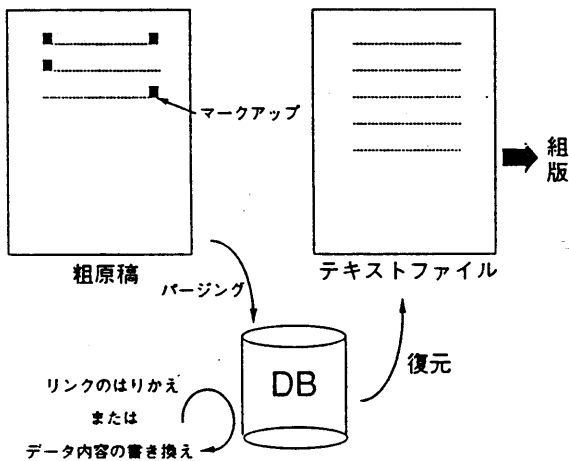 マークアップ
組版
粗原稿
テキストファイル
パージング
復元
DB
リンクのはりかえ
または
データ内容の書き換え